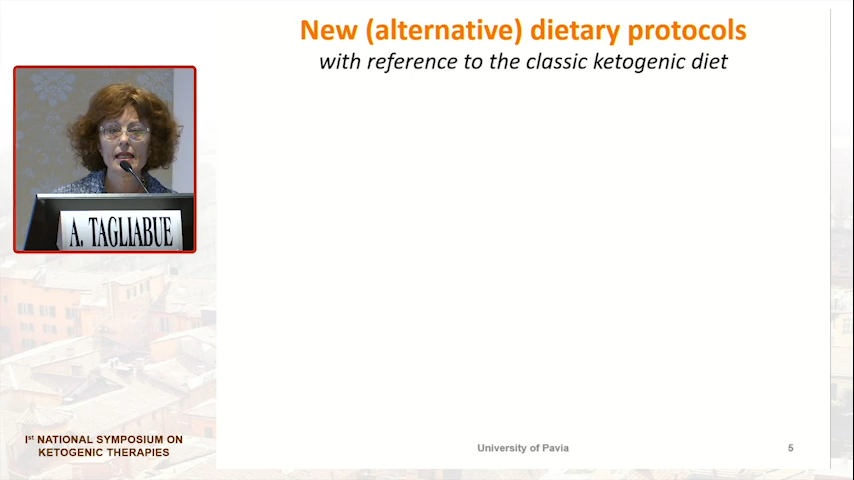 New (alternative) dietary protocols
with reference to the classic ketogenic diet
A. TAGLIABUE
Ist NATIONAL SYMPOSIUM ON
KETOGENIC THERAPIES
University of Pavia
5